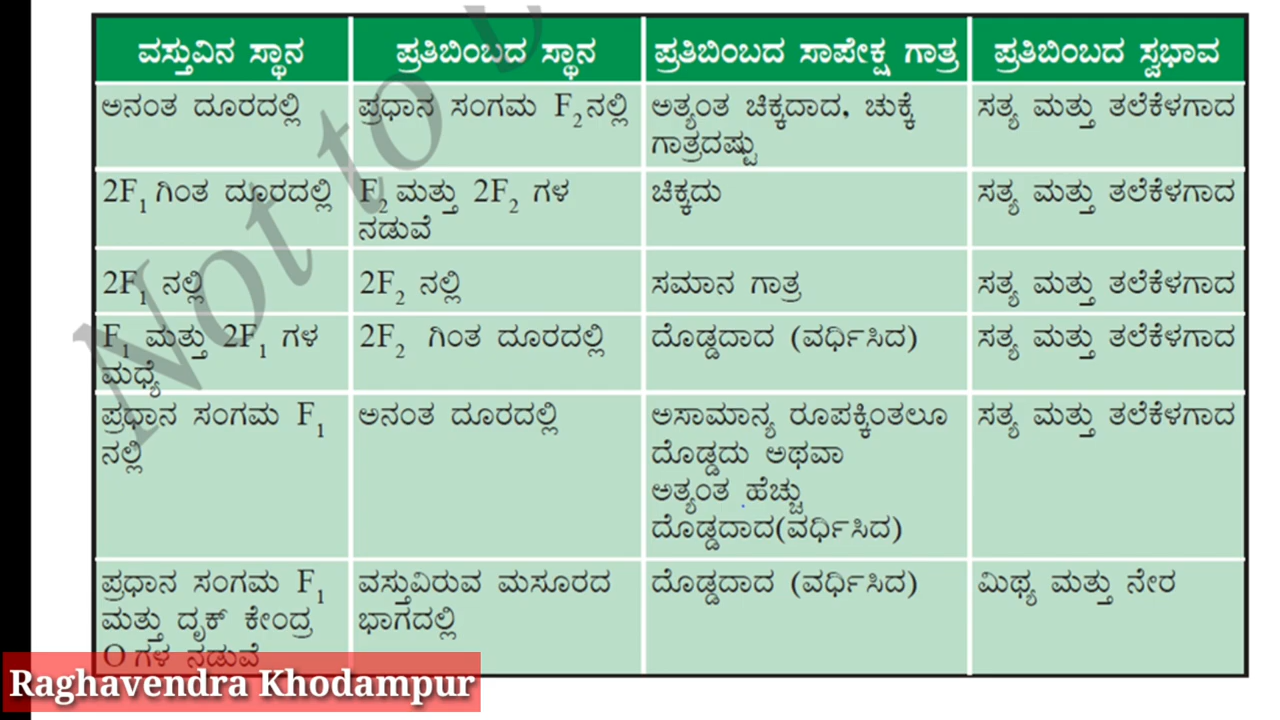 ವಸ್ತುವಿನ ಸ್ಥಾನ ಪ್ರತಿಬಿಂಬದ ಸ್ಥಾನ ಪ್ರತಿಬಿಂಬದ ಸಾಪೇಕ್ಷ ಗಾತ್ರ ಪ್ರತಿಬಿಂಬದ ಸ್ವಭಾವ
ಅನಂತ ದೂರದಲ್ಲಿ ಪ್ರಧಾನ ಸಂಗಮ F₂ ನಲ್ಲಿ ಅತ್ಯಂತ ಚಿಕ್ಕದಾದ, ಚುಕ್ಕೆ ಸತ್ಯ ಮತ್ತು ತಲೆಕೆಳಗಾದ
ಗಾತ್ರದಷ್ಟು
2F₁ ಗಿಂತ ದೂರದಲ್ಲಿ F₂ ಮತ್ತು 2F₂ ಗಳ ಚಿಕ್ಕದು ಸತ್ಯ ಮತ್ತು ತಲೆಕೆಳಗಾದ
ನಡುವೆ
2F₁ ನಲ್ಲಿ 2F₂ ನಲ್ಲಿ ಸಮಾನ ಗಾತ್ರ ಸತ್ಯ ಮತ್ತು ತಲೆಕೆಳಗಾದ
F₁ ಮತ್ತು 2F₁ ಗಳ 2F₂ ಗಿಂತ ದೂರದಲ್ಲಿ ದೊಡ್ಡದಾದ (ವರ್ಧಿಸಿದ) ಸತ್ಯ ಮತ್ತು ತಲೆಕೆಳಗಾದ
ಮಧ್ಯೆ
ಪ್ರಧಾನ ಸಂಗಮ F₁ ಅನಂತ ದೂರದಲ್ಲಿ ಅಸಾಮಾನ್ಯ ರೂಪಕ್ಕಿಂತಲೂ ಸತ್ಯ ಮತ್ತು ತಲೆಕೆಳಗಾದ
ನಲ್ಲಿ ದೊಡ್ಡದು ಅಥವಾ
ಅತ್ಯಂತ ಹೆಚ್ಚು
ದೊಡ್ಡದಾದ(ವರ್ಧಿಸಿದ)
ಪ್ರಧಾನ ಸಂಗಮ F₁ ವಸ್ತುವಿರುವ ಮಸೂರದ ದೊಡ್ಡದಾದ (ವರ್ಧಿಸಿದ) ಮಿಥ್ಯ ಮತ್ತು ನೇರ
ಮತ್ತು ದೃಕ್ ಕೇಂದ್ರ ಭಾಗದಲ್ಲಿ
O ಗಳ ನಡುವೆ
Raghavendra Khodampur
Not to